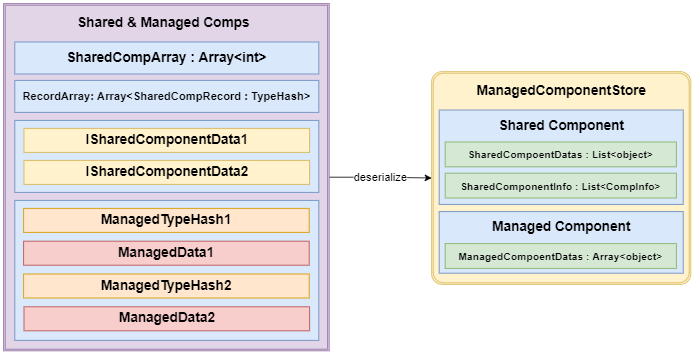 Shared & Managed Comps
SharedCompArray : Array<int>
RecordArray: Array<SharedCompRecord : TypeHash>
ISharedComponentData1
ISharedComponentData2
ManagedTypeHash1
ManagedData1
ManagedTypeHash2
ManagedData2
deserialize
ManagedComponentStore
Shared Component
SharedCompoentDatas : List<object>
SharedComponentInfo : List<CompInfo>
Managed Component
ManagedCompoentDatas : Array<object>